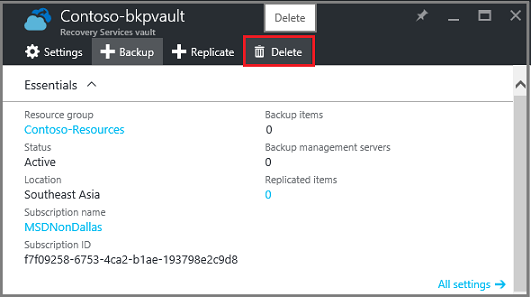 Contoso-bkpvault
Recovery Services vault
Delete
Settings
Backup
Replicate
Delete
Essentials
Resource group
Contoso-Resources
Status
Active
Location
Southeast Asia
Subscription name
MSDNonDallas
Subscription ID
f7f09258-6753-4ca2-b1ae-193798e2c9d8
Backup items
0
Backup management servers
0
Replicated items
0
All settings →